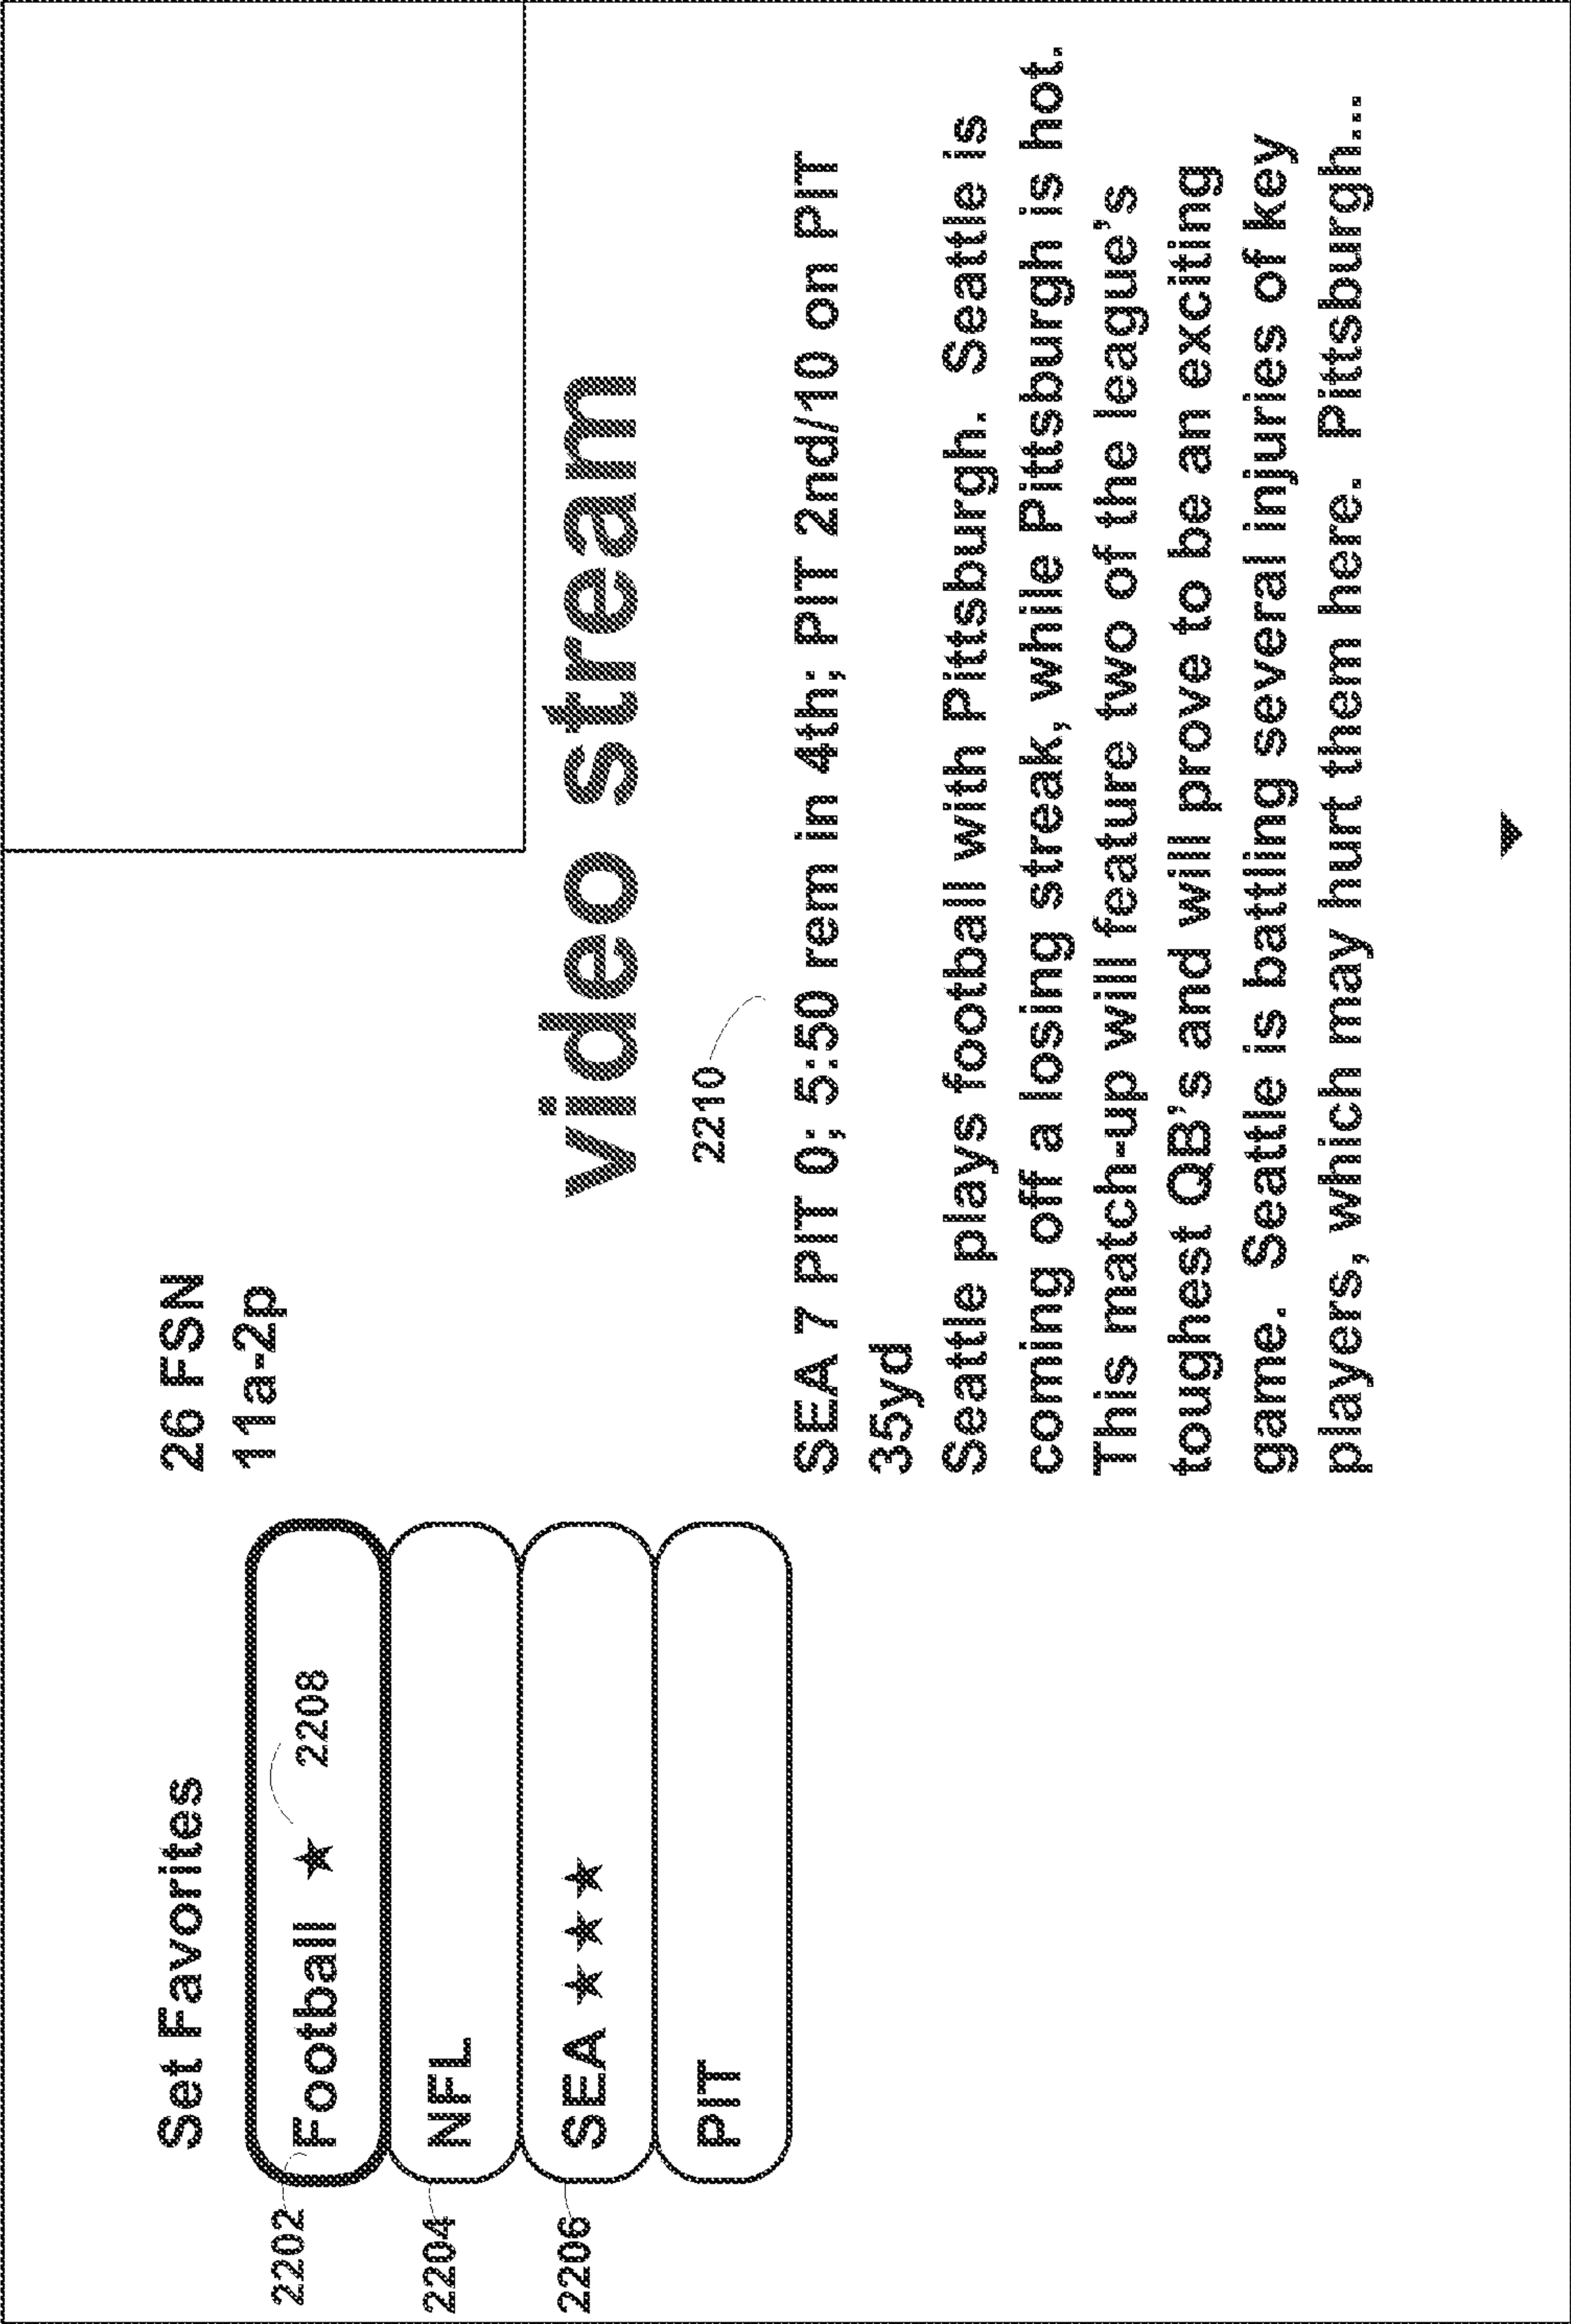 Set Favorites
2202
Football ★ 2208
2204
NFL
2206
SEA ★ ★ ★
PIT
26 FSN
11a-2p
video stream
2210
SEA 7 PIT 0; 5:50 rem in 4th; PIT 2nd/10 on PIT
35yd
Seattle plays football with Pittsburgh. Seattle is
coming off a losing streak, while Pittsburgh is hot.
This match-up will feature two of the league's
toughest QB's and will prove to be an exciting
game. Seattle is battling several injuries of key
players, which may hurt them here. Pittsburgh...